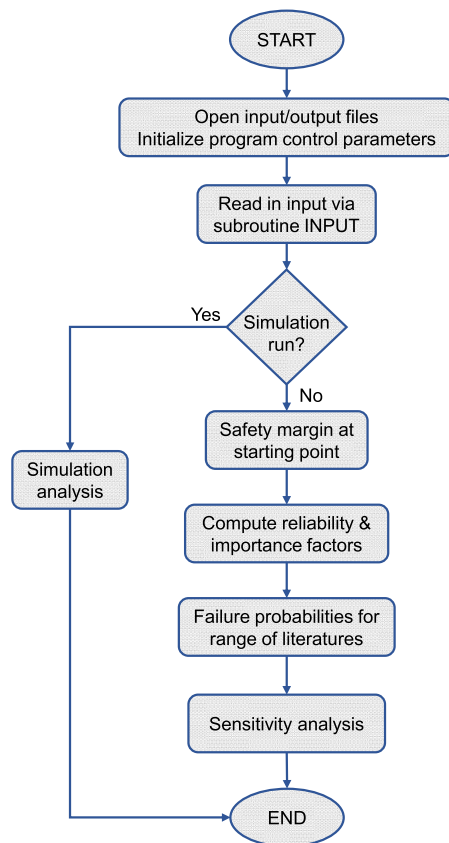 START
Open input/output files
Initialize program control parameters
Read in input via
subroutine INPUT
Simulation
run?
Yes
No
Safety margin at
starting point
Simulation
analysis
Compute reliability &
importance factors
Failure probabilities for
range of literatures
Sensitivity analysis
END